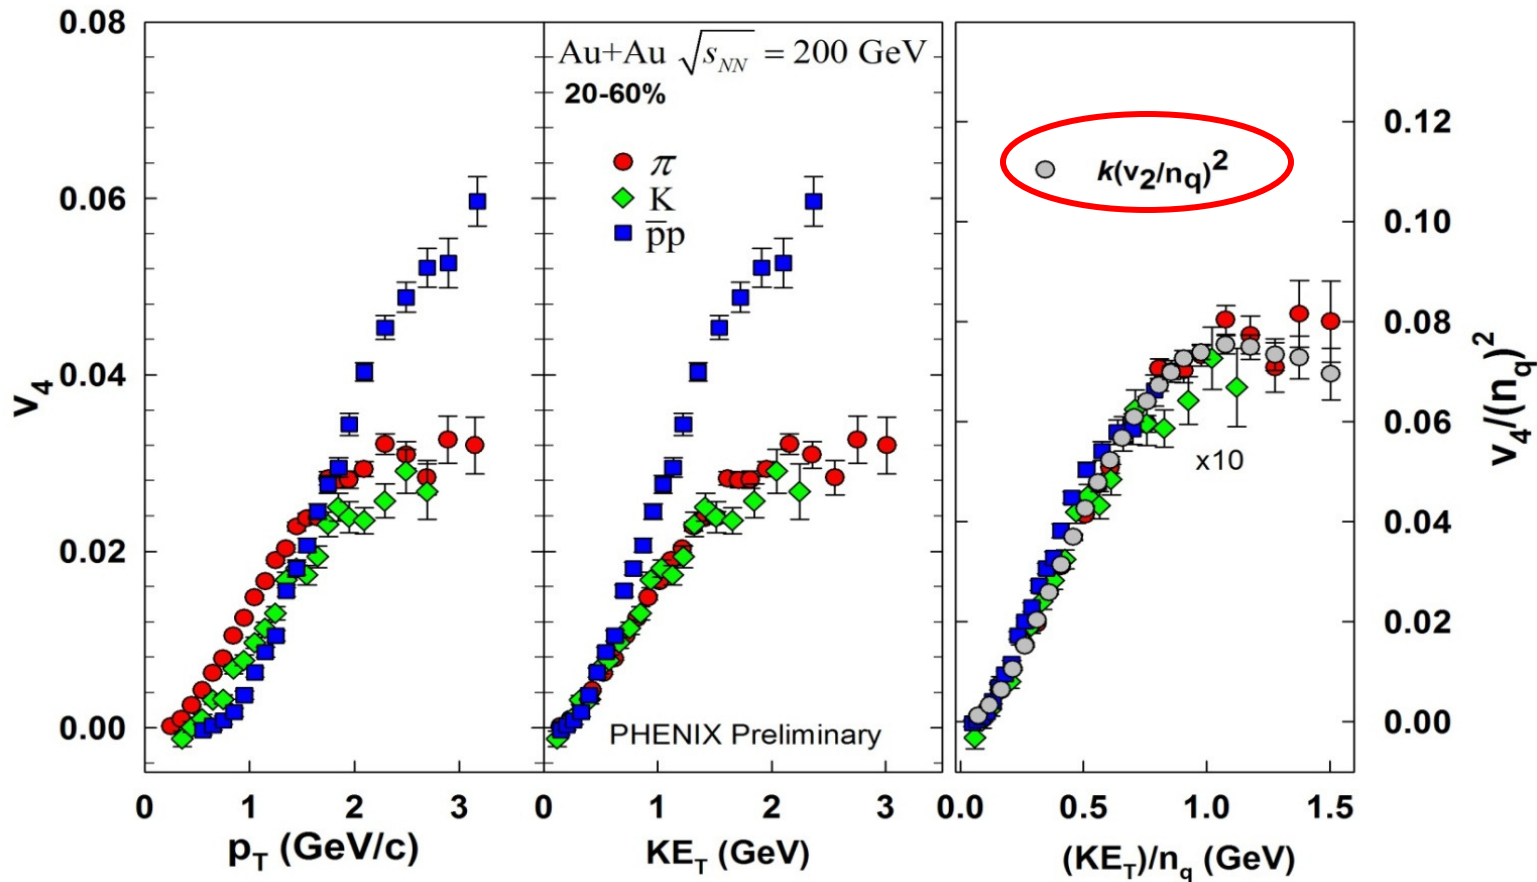 0.08
0.06
0.04
0.02
0.00
v4
0
1
2
3
pT (GeV/c)
Au+Au √sNN = 200 GeV
20-60%
π
K
p̅p
PHENIX Preliminary
0
1
2
3
KET (GeV)
k(v2/nq)2
x10
0.0
0.5
1.0
1.5
(KET)/nq (GeV)
0.12
0.10
0.08
0.06
0.04
0.02
0.00
v4/(nq)2